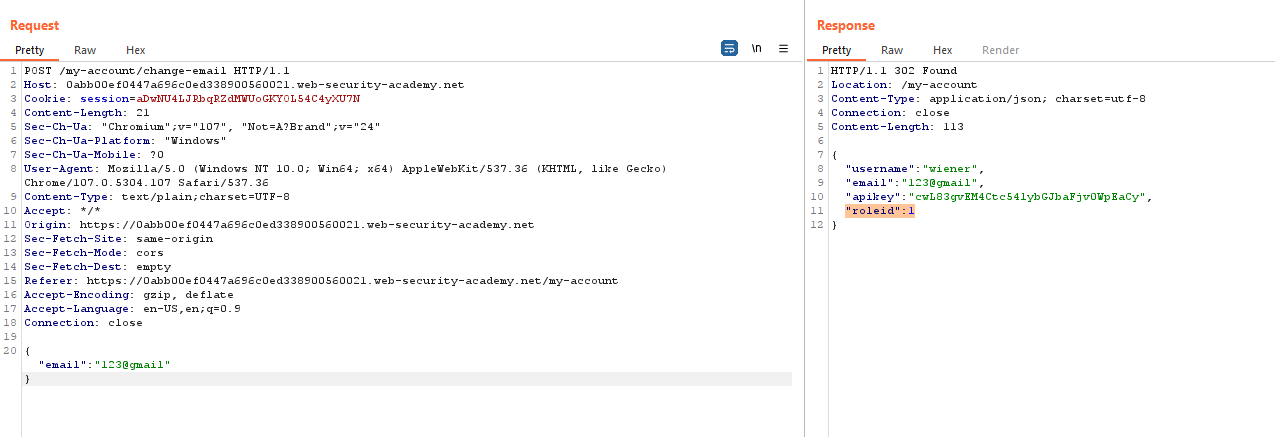 Request
Pretty Raw Hex \n
1 POST /my-account/change-email HTTP/1.1
2 Host: 0abb00ef0447a696c0ed338900560021.web-security-academy.net
3 Cookie: session=aDwNU4LJRbqRZdMWUoGKYOL54C4yXU7N
4 Content-Length: 21
5 Sec-Ch-Ua: "Chromium";v="107", "Not=A?Brand";v="24"
6 Sec-Ch-Ua-Platform: "Windows"
7 Sec-Ch-Ua-Mobile: ?0
8 User-Agent: Mozilla/5.0 (Windows NT 10.0; Win64; x64) AppleWebKit/537.36 (KHTML, like Gecko)
Chrome/107.0.5304.107 Safari/537.36
9 Content-Type: text/plain;charset=UTF-8
10 Accept: */*
11 Origin: https://0abb00ef0447a696c0ed338900560021.web-security-academy.net
12 Sec-Fetch-Site: same-origin
13 Sec-Fetch-Mode: cors
14 Sec-Fetch-Dest: empty
15 Referer: https://0abb00ef0447a696c0ed338900560021.web-security-academy.net/my-account
16 Accept-Encoding: gzip, deflate
17 Accept-Language: en-US,en;q=0.9
18 Connection: close
19
20 {
"email":"123@gmail"
}
Response
Pretty Raw Hex Render
1 HTTP/1.1 302 Found
2 Location: /my-account
3 Content-Type: application/json; charset=utf-8
4 Connection: close
5 Content-Length: 113
6
7 {
8 "username":"wiener",
9 "email":"123@gmail",
10 "apikey":"cwL83gvEM4Ctc541ybGJbaFjv0WpEaCy",
11 "roleid":1
12 }